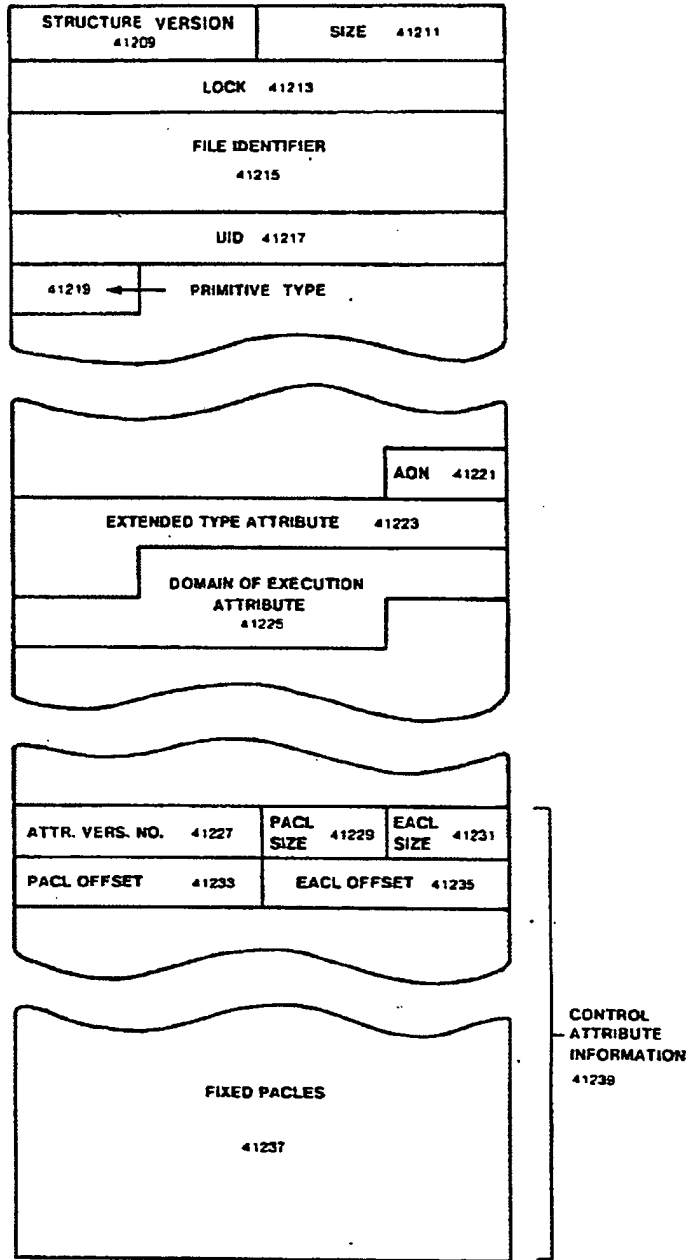 STRUCTURE VERSION
41209
SIZE 41211
LOCK 41213
FILE IDENTIFIER
41215
UID 41217
41219
PRIMITIVE TYPE
AON 41221
EXTENDED TYPE ATTRIBUTE 41223
DOMAIN OF EXECUTION
ATTRIBUTE
41225
ATTR. VERS. NO. 41227
PACL
SIZE 41229
EACL
SIZE 41231
PACL OFFSET 41233
EACL OFFSET 41235
FIXED PACLES
41237
CONTROL
ATTRIBUTE
INFORMATION
41239